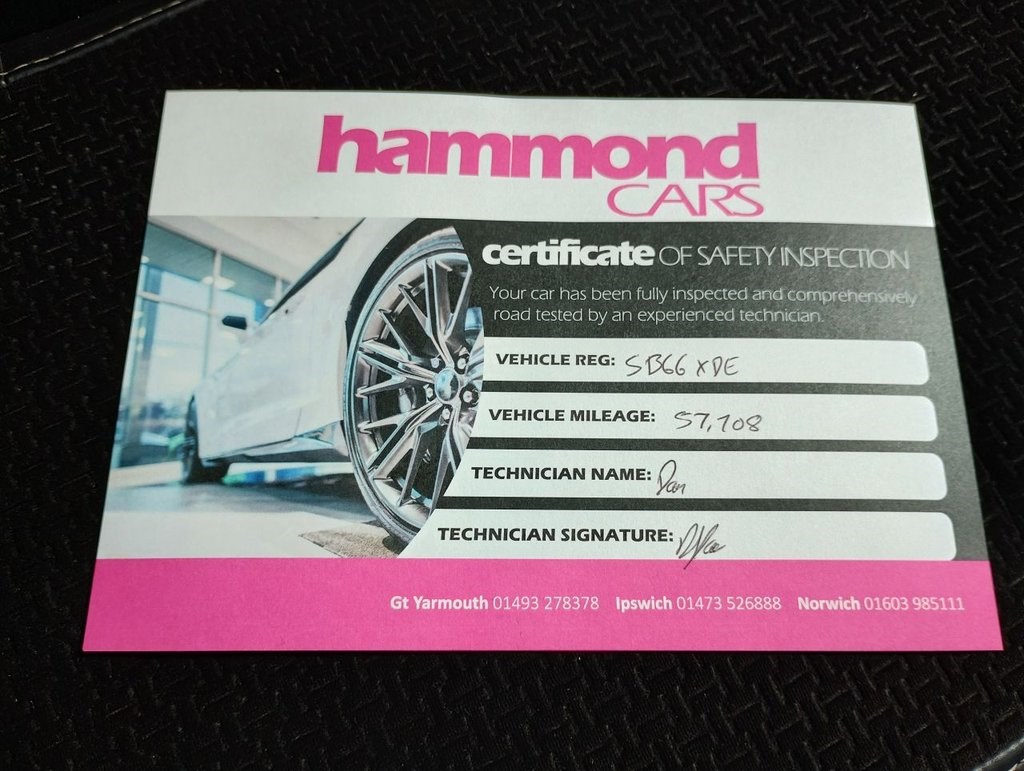 hammond
CARS
certificate OF SAFETY INSPECTION
Your car has been fully inspected and comprehensively
road tested by an experienced technician.
VEHICLE REG: SB66 XDE
VEHICLE MILEAGE: 57,108
TECHNICIAN NAME: Dan
TECHNICIAN SIGNATURE:
Gt Yarmouth 01493 278378 Ipswich 01473 526888 Norwich 01603 985111